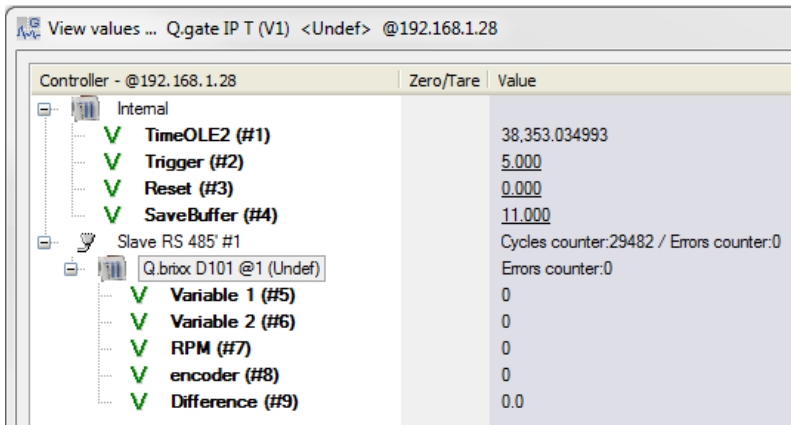 View values ... Q.gate IP T (V1) <Undef> @192.168.1.28
Controller - @192.168.1.28 Zero/Tare Value
Internal
TimeOLE2 (#1) 38,353.034993
Trigger (#2) 5.000
Reset (#3) 0.000
SaveBuffer (#4) 11.000
Slave RS 485' #1 Cycles counter:29482 / Errors counter:0
Q.brixx D101 @1 (Undef) Errors counter:0
Variable 1 (#5) 0
Variable 2 (#6) 0
RPM (#7) 0
encoder (#8) 0
Difference (#9) 0.0